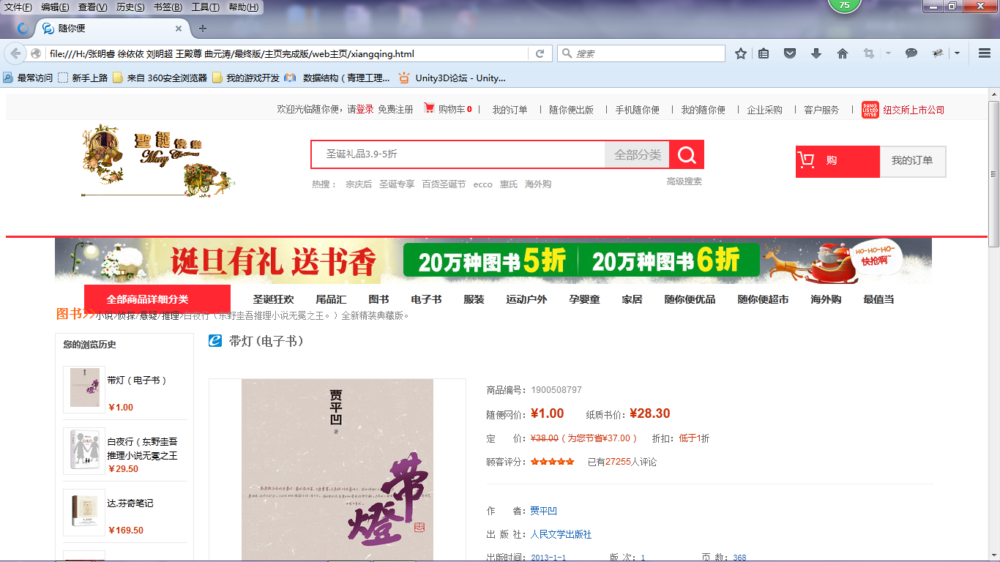 文件(F) 编辑(E) 查看(V) 历史(S) 书签(B) 工具(T) 帮助(H)
75
随你便
file:///H:/张明睿 徐依依 刘明超 王殿尊 曲元涛/最终版/主页完成版/web主页/xiangqing.html
搜索
最常访问 新手上路 来自 360安全浏览器 我的游戏开发 数据结构（青理工理... Unity3D论坛 - Unity...
欢迎光临随你便，请登录 免费注册 购物车 0 | 我的订单 | 随你便出版 | 手机随你便 | 我的随你便 | 企业采购 | 客户服务 | DANG LISTED NYSE 纽交所上市公司
聖誕快樂
Merry Christmas
圣诞礼品3.9-5折 全部分类
购 我的订单
热搜： 宗庆后 圣诞专享 百货圣诞节 ecco 惠氏 海外购 高级搜索
诞旦有礼 送书香 20万种图书5折 20万种图书6折
HO~HO~HO~
快抢啊~
全部商品详细分类 圣诞狂欢 尾品汇 图书 电子书 服装 运动户外 孕婴童 家居 随你便优品 随你便超市 海外购 最值当
图书>>小说>侦探/悬疑/推理>白夜行（东野圭吾推理小说无冕之王。）全新精装典藏版。
您的浏览历史
带灯（电子书）
¥1.00
白夜行（东野圭吾
推理小说无冕之王
¥29.50
达.芬奇笔记
¥169.50
带灯(电子书)
贾平凹
著
带燈
商品编号：1900508797
随便网价：¥1.00 纸质书价：¥28.30
定 价：¥38.00（为您节省¥37.00 ） 折扣：低于1折
顾客评分：★★★★★ 已有27255人评论
作 者：贾平凹
出 版 社：人民文学出版社
出版时间：2013-1-1 版 次：1 页 数：368